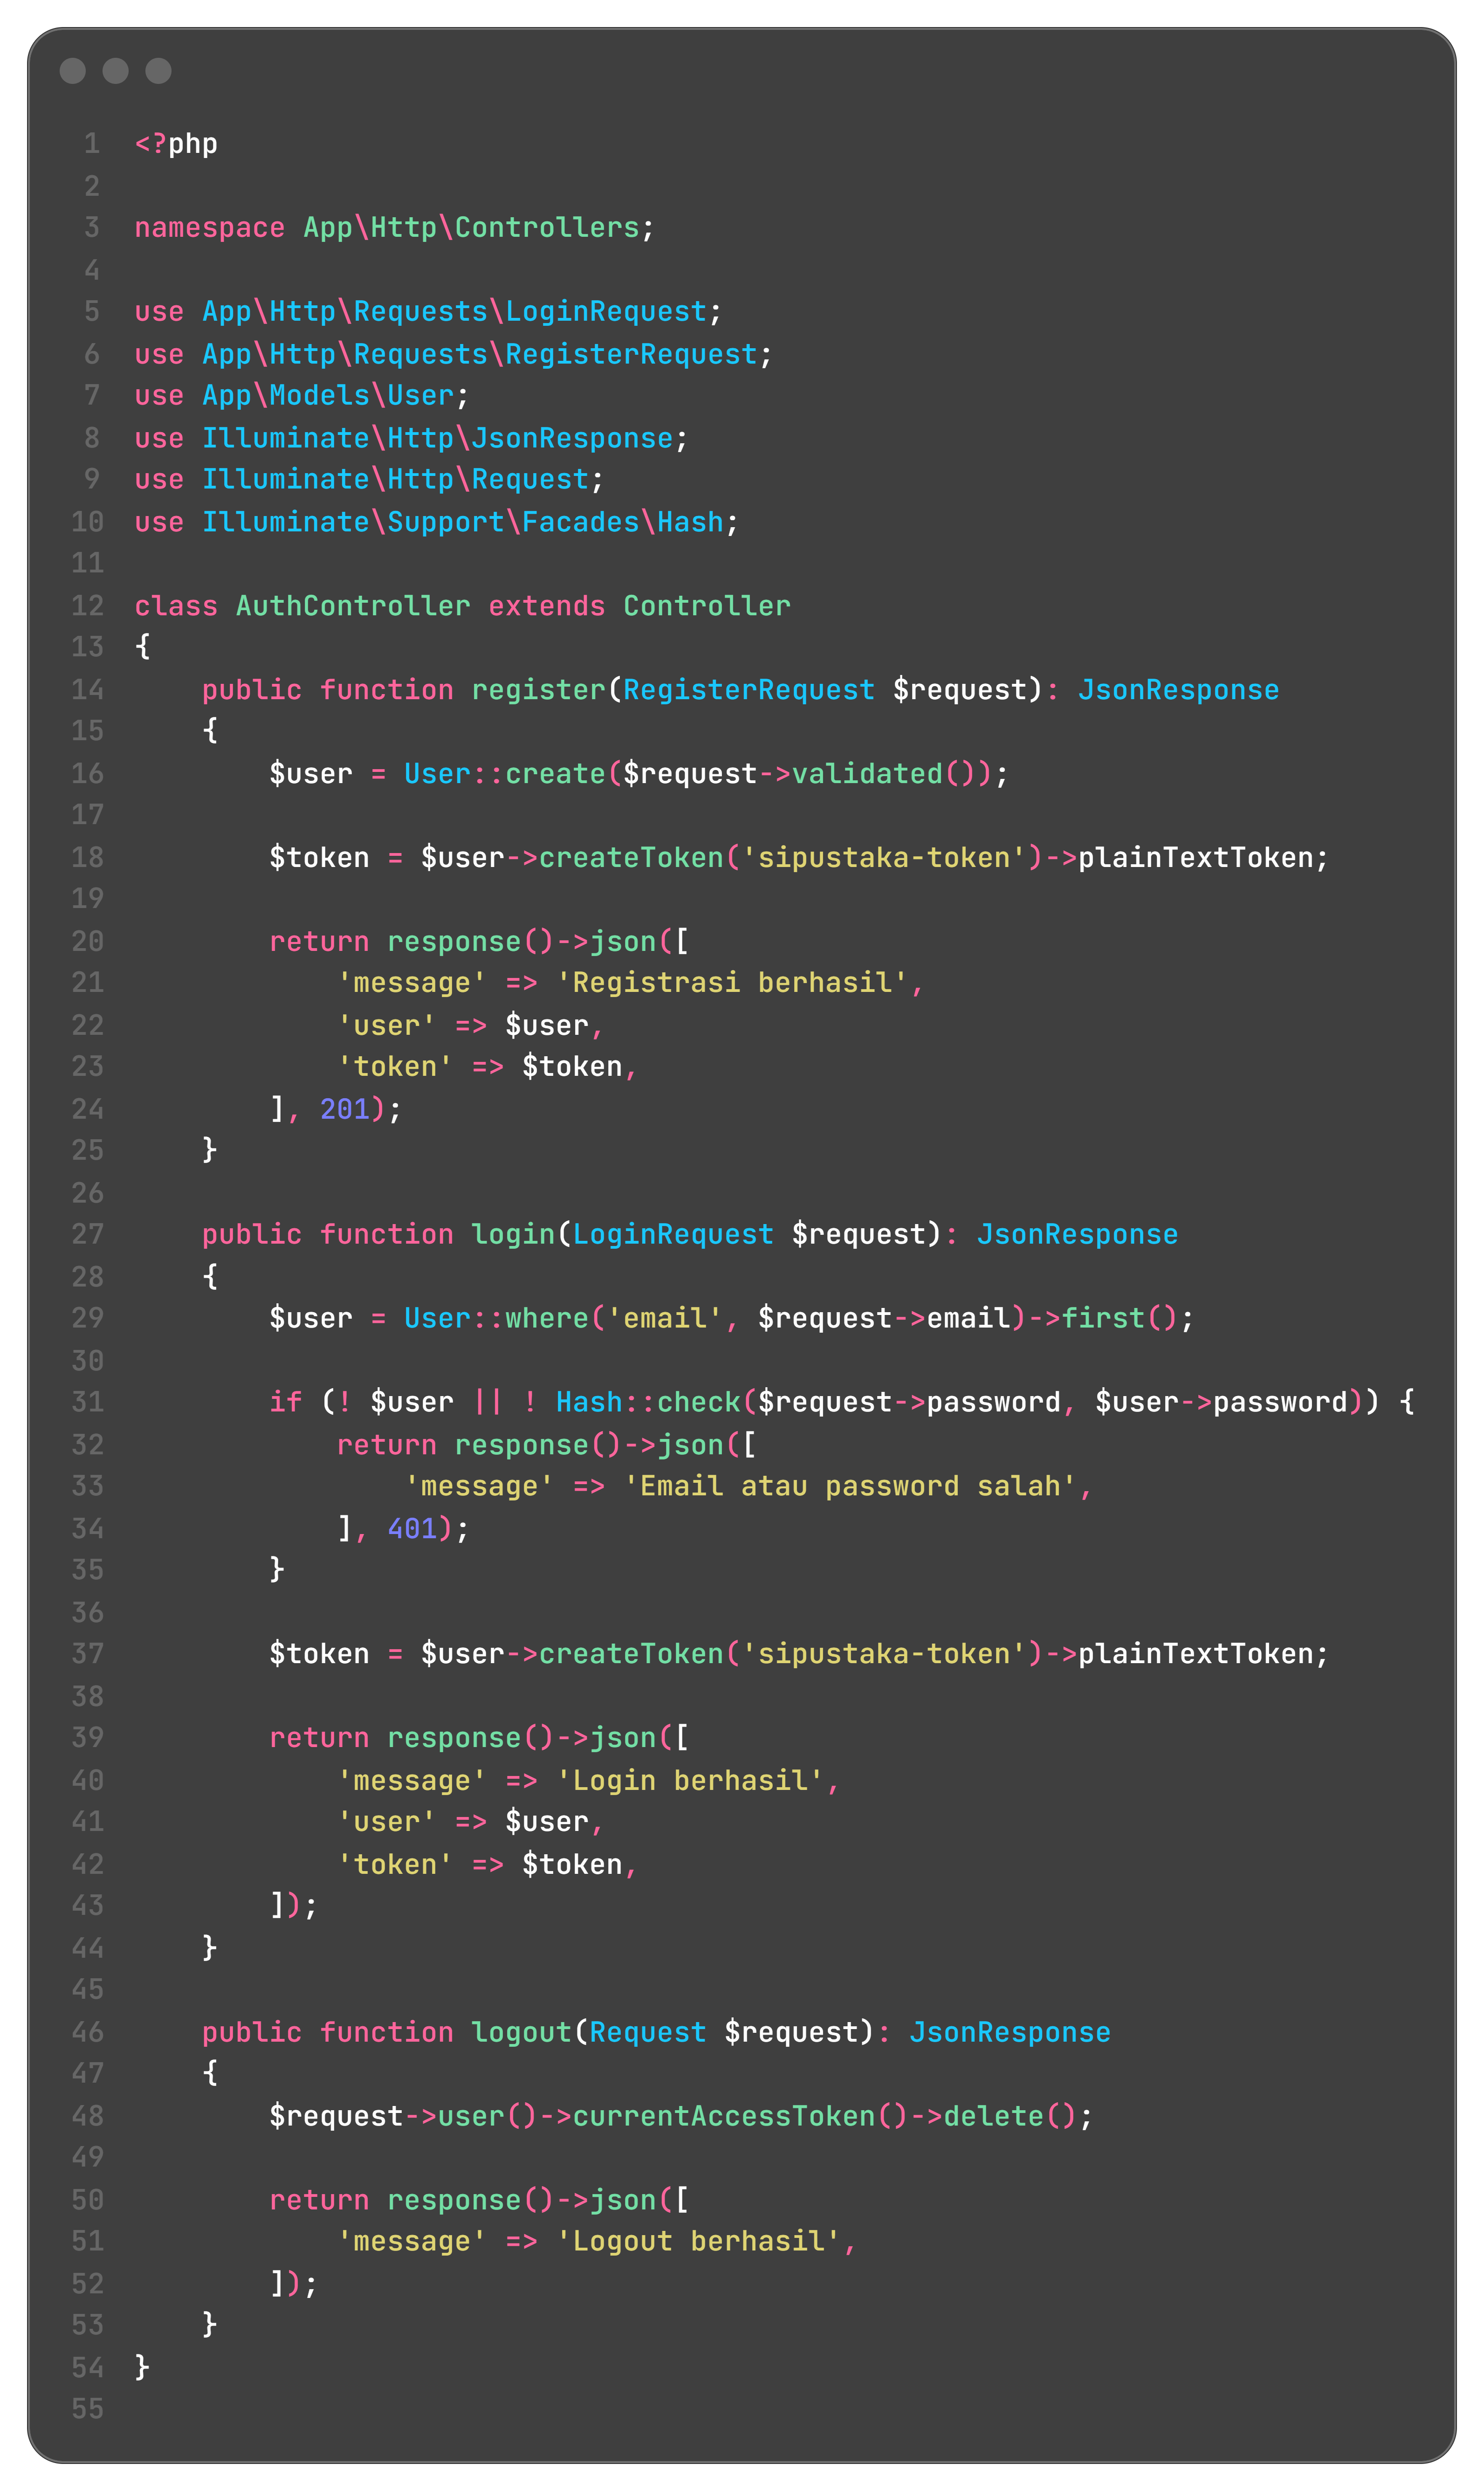 1 <?php
2
3 namespace App\Http\Controllers;
4
5 use App\Http\Requests\LoginRequest;
6 use App\Http\Requests\RegisterRequest;
7 use App\Models\User;
8 use Illuminate\Http\JsonResponse;
9 use Illuminate\Http\Request;
10 use Illuminate\Support\Facades\Hash;
11
12 class AuthController extends Controller
13 {
14     public function register(RegisterRequest $request): JsonResponse
15     {
16         $user = User::create($request->validated());
17
18         $token = $user->createToken('sipustaka-token')->plainTextToken;
19
20         return response()->json([
21             'message' => 'Registrasi berhasil',
22             'user' => $user,
23             'token' => $token,
24         ], 201);
25     }
26
27     public function login(LoginRequest $request): JsonResponse
28     {
29         $user = User::where('email', $request->email)->first();
30
31         if (! $user || ! Hash::check($request->password, $user->password)) {
32             return response()->json([
33                 'message' => 'Email atau password salah',
34             ], 401);
35         }
36
37         $token = $user->createToken('sipustaka-token')->plainTextToken;
38
39         return response()->json([
40             'message' => 'Login berhasil',
41             'user' => $user,
42             'token' => $token,
43         ]);
44     }
45
46     public function logout(Request $request): JsonResponse
47     {
48         $request->user()->currentAccessToken()->delete();
49
50         return response()->json([
51             'message' => 'Logout berhasil',
52         ]);
53     }
54 }
55